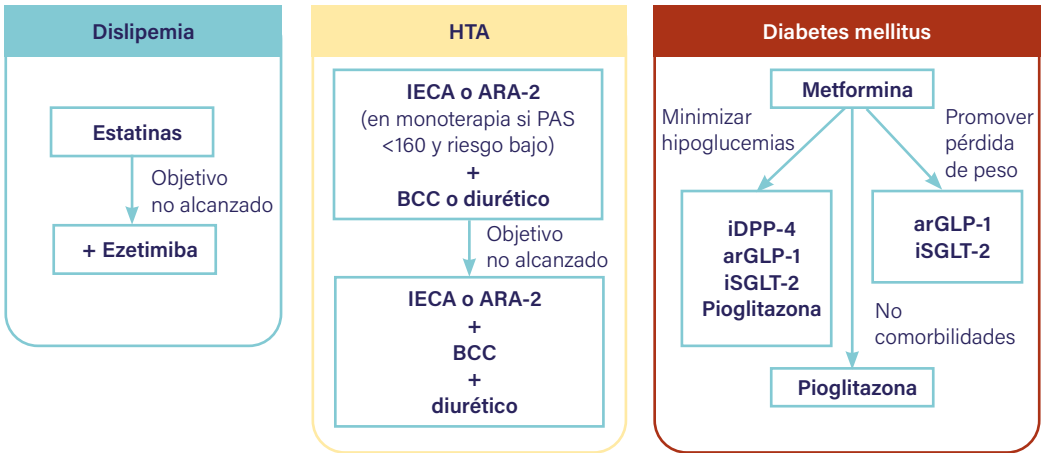 Dislipemia
Estatinas
Objetivo
no alcanzado
+ Ezetimiba
HTA
IECA o ARA-2
(en monoterapia si PAS
<160 y riesgo bajo)
+
BCC o diurético
Objetivo
no alcanzado
IECA o ARA-2
+
BCC
+
diurético
Diabetes mellitus
Metformina
Minimizar
hipoglucemias
Promover
pérdida
de peso
iDPP-4
arGLP-1
iSGLT-2
Pioglitazona
arGLP-1
iSGLT-2
No
comorbilidades
Pioglitazona